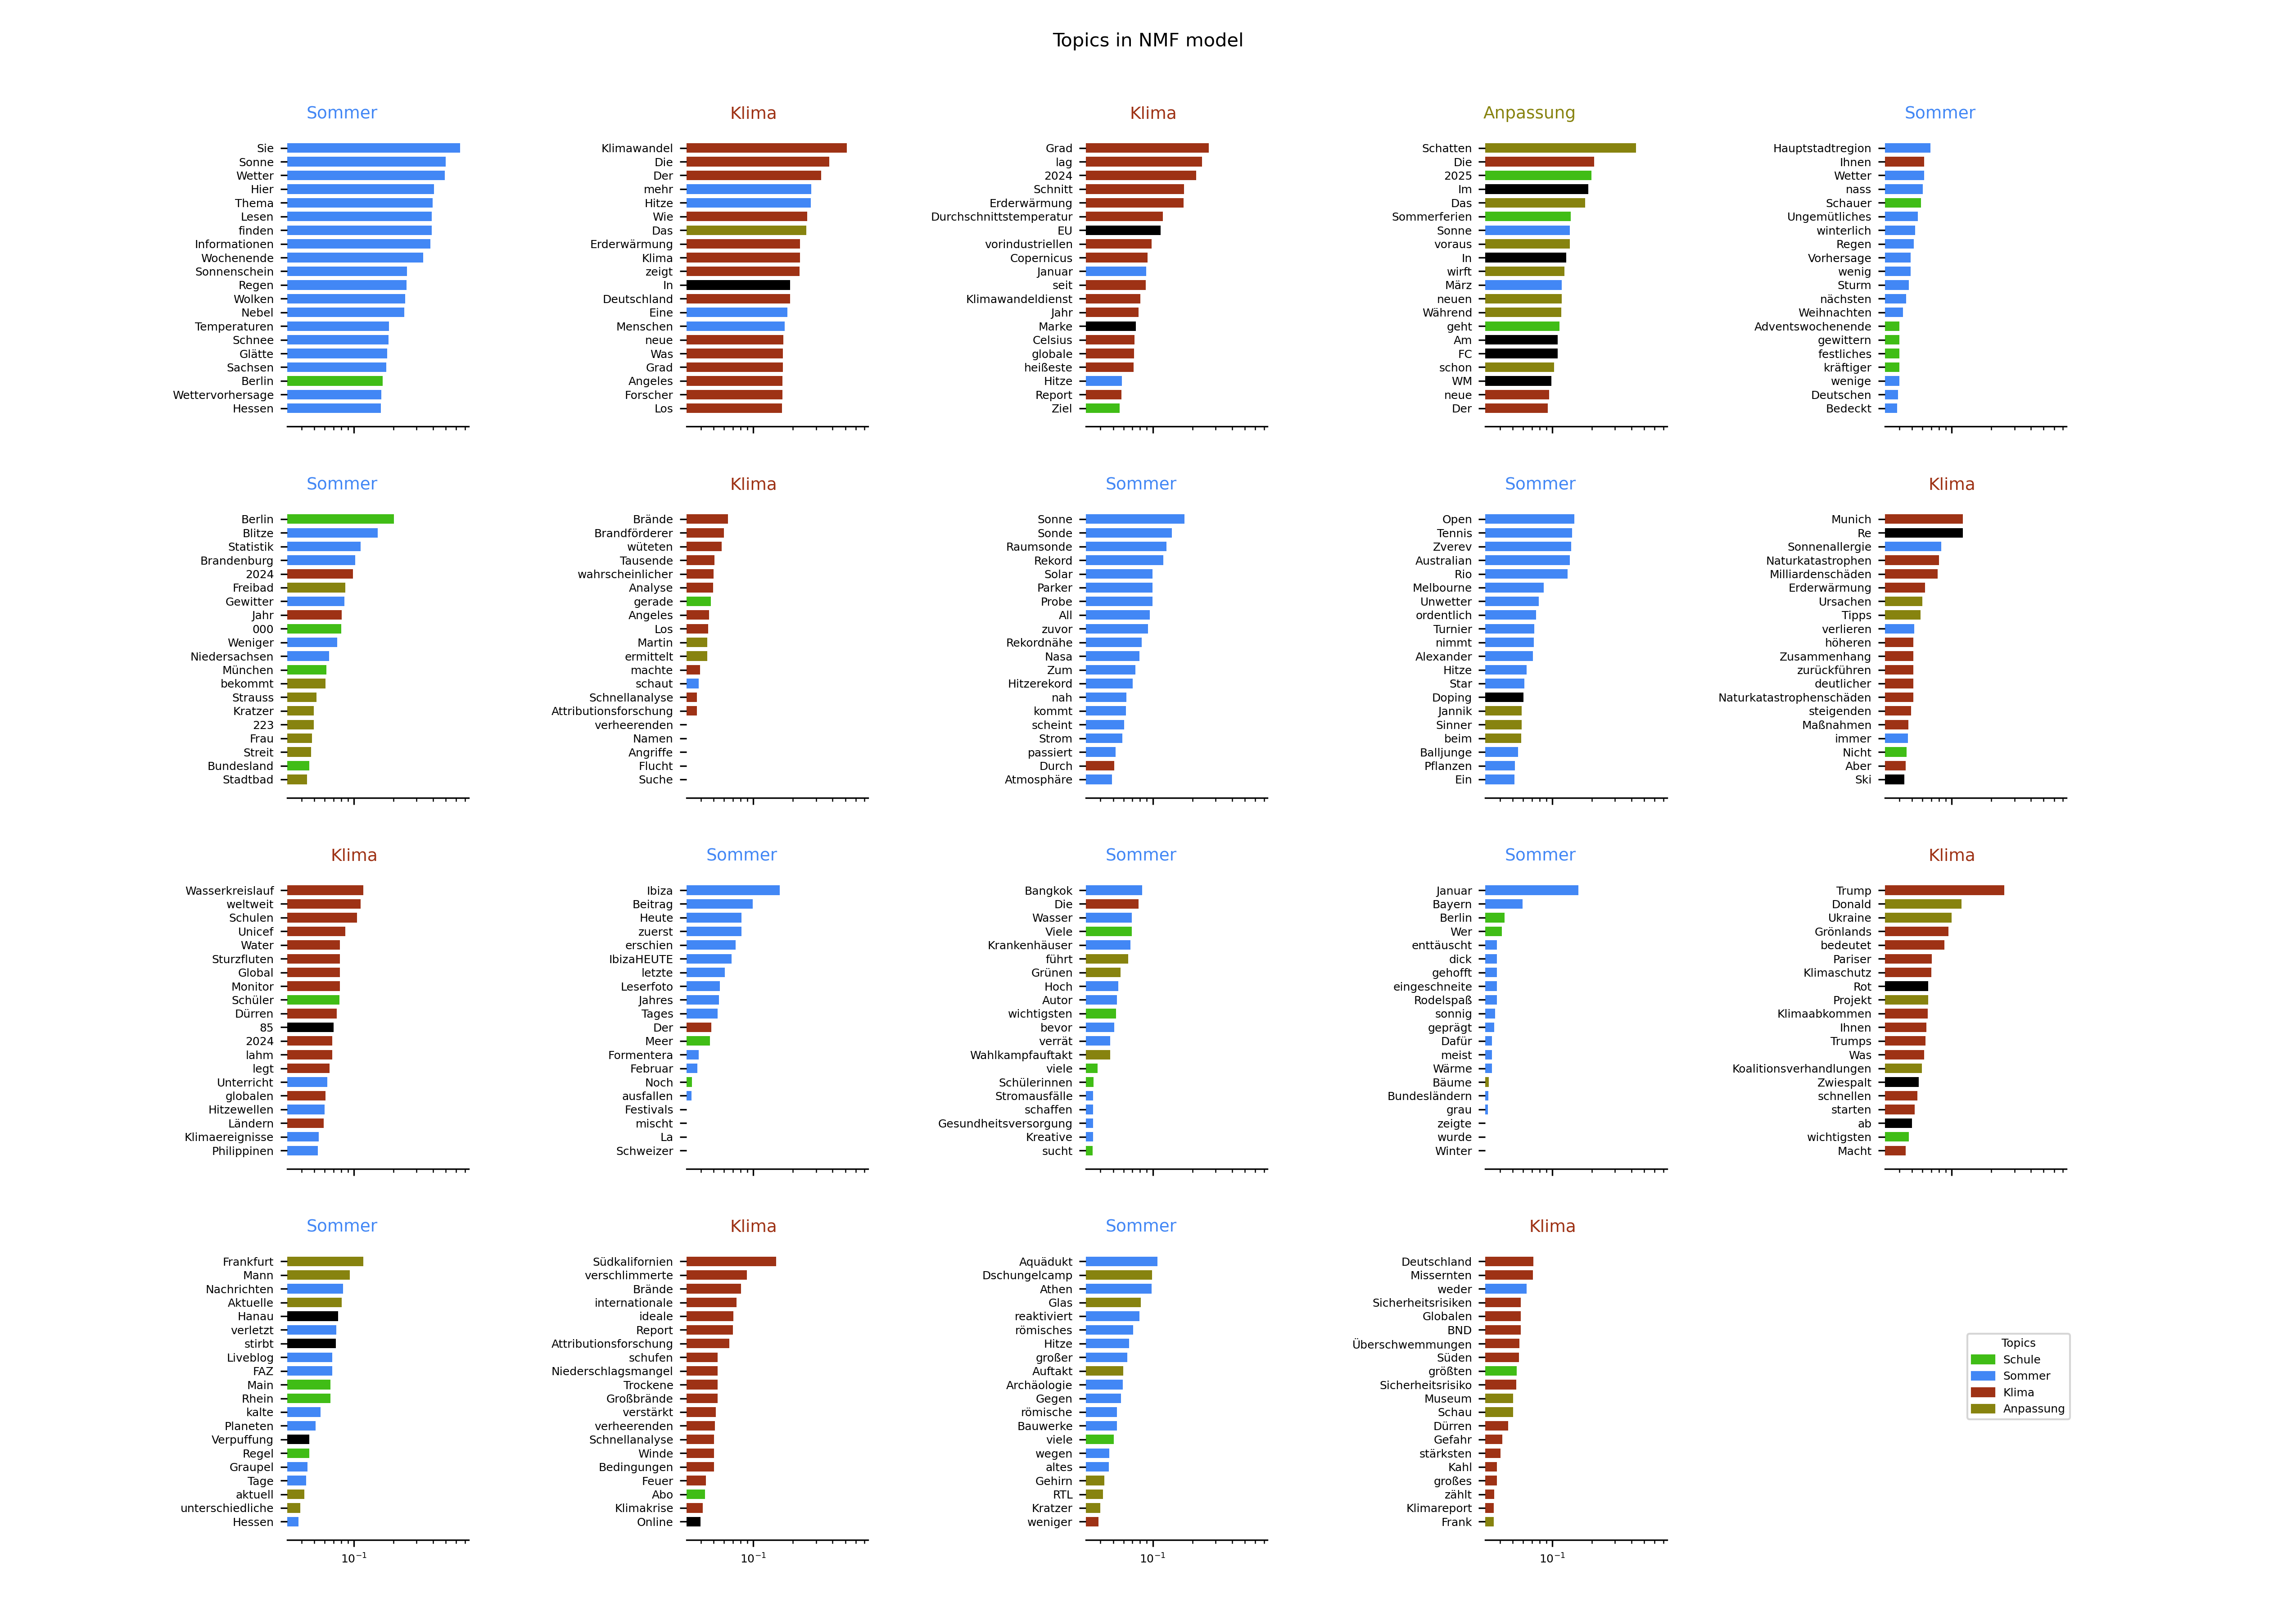 Topics in NMF model
Sommer
Sie
Sonne
Wetter
Hier
Thema
Lesen
finden
Informationen
Wochenende
Sonnenschein
Regen
Wolken
Nebel
Temperaturen
Schnee
Glätte
Sachsen
Berlin
Wettervorhersage
Hessen
Klima
Klimawandel
Die
Der
mehr
Hitze
Wie
Das
Erderwärmung
Klima
zeigt
In
Deutschland
Eine
Menschen
neue
Was
Grad
Angeles
Forscher
Los
Klima
Grad
lag
2024
Schnitt
Erderwärmung
Durchschnittstemperatur
EU
vorindustriellen
Copernicus
Januar
seit
Klimawandeldienst
Jahr
Marke
Celsius
globale
heißeste
Hitze
Report
Ziel
Anpassung
Schatten
Die
2025
Im
Das
Sommerferien
Sonne
voraus
In
wirft
März
neuen
Während
geht
Am
FC
schon
WM
neue
Der
Sommer
Hauptstadtregion
Ihnen
Wetter
nass
Schauer
Ungemütliches
winterlich
Regen
Vorhersage
wenig
Sturm
nächsten
Weihnachten
Adventswochenende
gewittern
festliches
kräftiger
wenige
Deutschen
Bedeckt
Sommer
Berlin
Blitze
Statistik
Brandenburg
2024
Freibad
Gewitter
Jahr
000
Weniger
Niedersachsen
München
bekommt
Strauss
Kratzer
223
Frau
Streit
Bundesland
Stadtbad
Klima
Brände
Brandförderer
wüteten
Tausende
wahrscheinlicher
Analyse
gerade
Angeles
Los
Martin
ermittelt
machte
schaut
Schnellanalyse
Attributionsforschung
verheerenden
Namen
Angriffe
Flucht
Suche
Sommer
Sonne
Sonde
Raumsonde
Rekord
Solar
Parker
Probe
All
zuvor
Rekordnähe
Nasa
Zum
Hitzerekord
nah
kommt
scheint
Strom
passiert
Durch
Atmosphäre
Sommer
Open
Tennis
Zverev
Australian
Rio
Melbourne
Unwetter
ordentlich
Turnier
nimmt
Alexander
Hitze
Star
Doping
Jannik
Sinner
beim
Balljunge
Pflanzen
Ein
Klima
Munich
Re
Sonnenallergie
Naturkatastrophen
Milliardenschäden
Erderwärmung
Ursachen
Tipps
verlieren
höheren
Zusammenhang
zurückführen
deutlicher
Naturkatastrophenschäden
steigenden
Maßnahmen
immer
Nicht
Aber
Ski
Klima
Wasserkreislauf
weltweit
Schulen
Unicef
Water
Sturzfluten
Global
Monitor
Schüler
Dürren
85
2024
lahm
legt
Unterricht
globalen
Hitzewellen
Ländern
Klimaereignisse
Philippinen
Sommer
Ibiza
Beitrag
Heute
zuerst
erschien
IbizaHEUTE
letzte
Leserfoto
Jahres
Tages
Der
Meer
Formentera
Februar
Noch
ausfallen
Festivals
mischt
La
Schweizer
Sommer
Bangkok
Die
Wasser
Viele
Krankenhäuser
führt
Grünen
Hoch
Autor
wichtigsten
bevor
verrät
Wahlkampfauftakt
viele
Schülerinnen
Stromausfälle
schaffen
Gesundheitsversorgung
Kreative
sucht
Sommer
Januar
Bayern
Berlin
Wer
enttäuscht
dick
gehofft
eingeschneite
Rodelspaß
sonnig
geprägt
Dafür
meist
Wärme
Bäume
Bundesländern
grau
zeigte
wurde
Winter
Klima
Trump
Donald
Ukraine
Grönlands
bedeutet
Pariser
Klimaschutz
Rot
Projekt
Klimaabkommen
Ihnen
Trumps
Was
Koalitionsverhandlungen
Zwiespalt
schnellen
starten
ab
wichtigsten
Macht
Sommer
Frankfurt
Mann
Nachrichten
Aktuelle
Hanau
verletzt
stirbt
Liveblog
FAZ
Main
Rhein
kalte
Planeten
Verpuffung
Regel
Graupel
Tage
aktuell
unterschiedliche
Hessen
10⁻¹
Klima
Südkalifornien
verschlimmerte
Brände
internationale
ideale
Report
Attributionsforschung
schufen
Niederschlagsmangel
Trockene
Großbrände
verstärkt
verheerenden
Schnellanalyse
Winde
Bedingungen
Feuer
Abo
Klimakrise
Online
10⁻¹
Sommer
Aquädukt
Dschungelcamp
Athen
Glas
reaktiviert
römisches
Hitze
großer
Auftakt
Archäologie
Gegen
römische
Bauwerke
viele
wegen
altes
Gehirn
RTL
Kratzer
weniger
10⁻¹
Klima
Deutschland
Missernten
weder
Sicherheitsrisiken
Globalen
BND
Überschwemmungen
Süden
größten
Sicherheitsrisiko
Museum
Schau
Dürren
Gefahr
stärksten
Kahl
großes
zählt
Klimareport
Frank
10⁻¹
Topics
Schule
Sommer
Klima
Anpassung